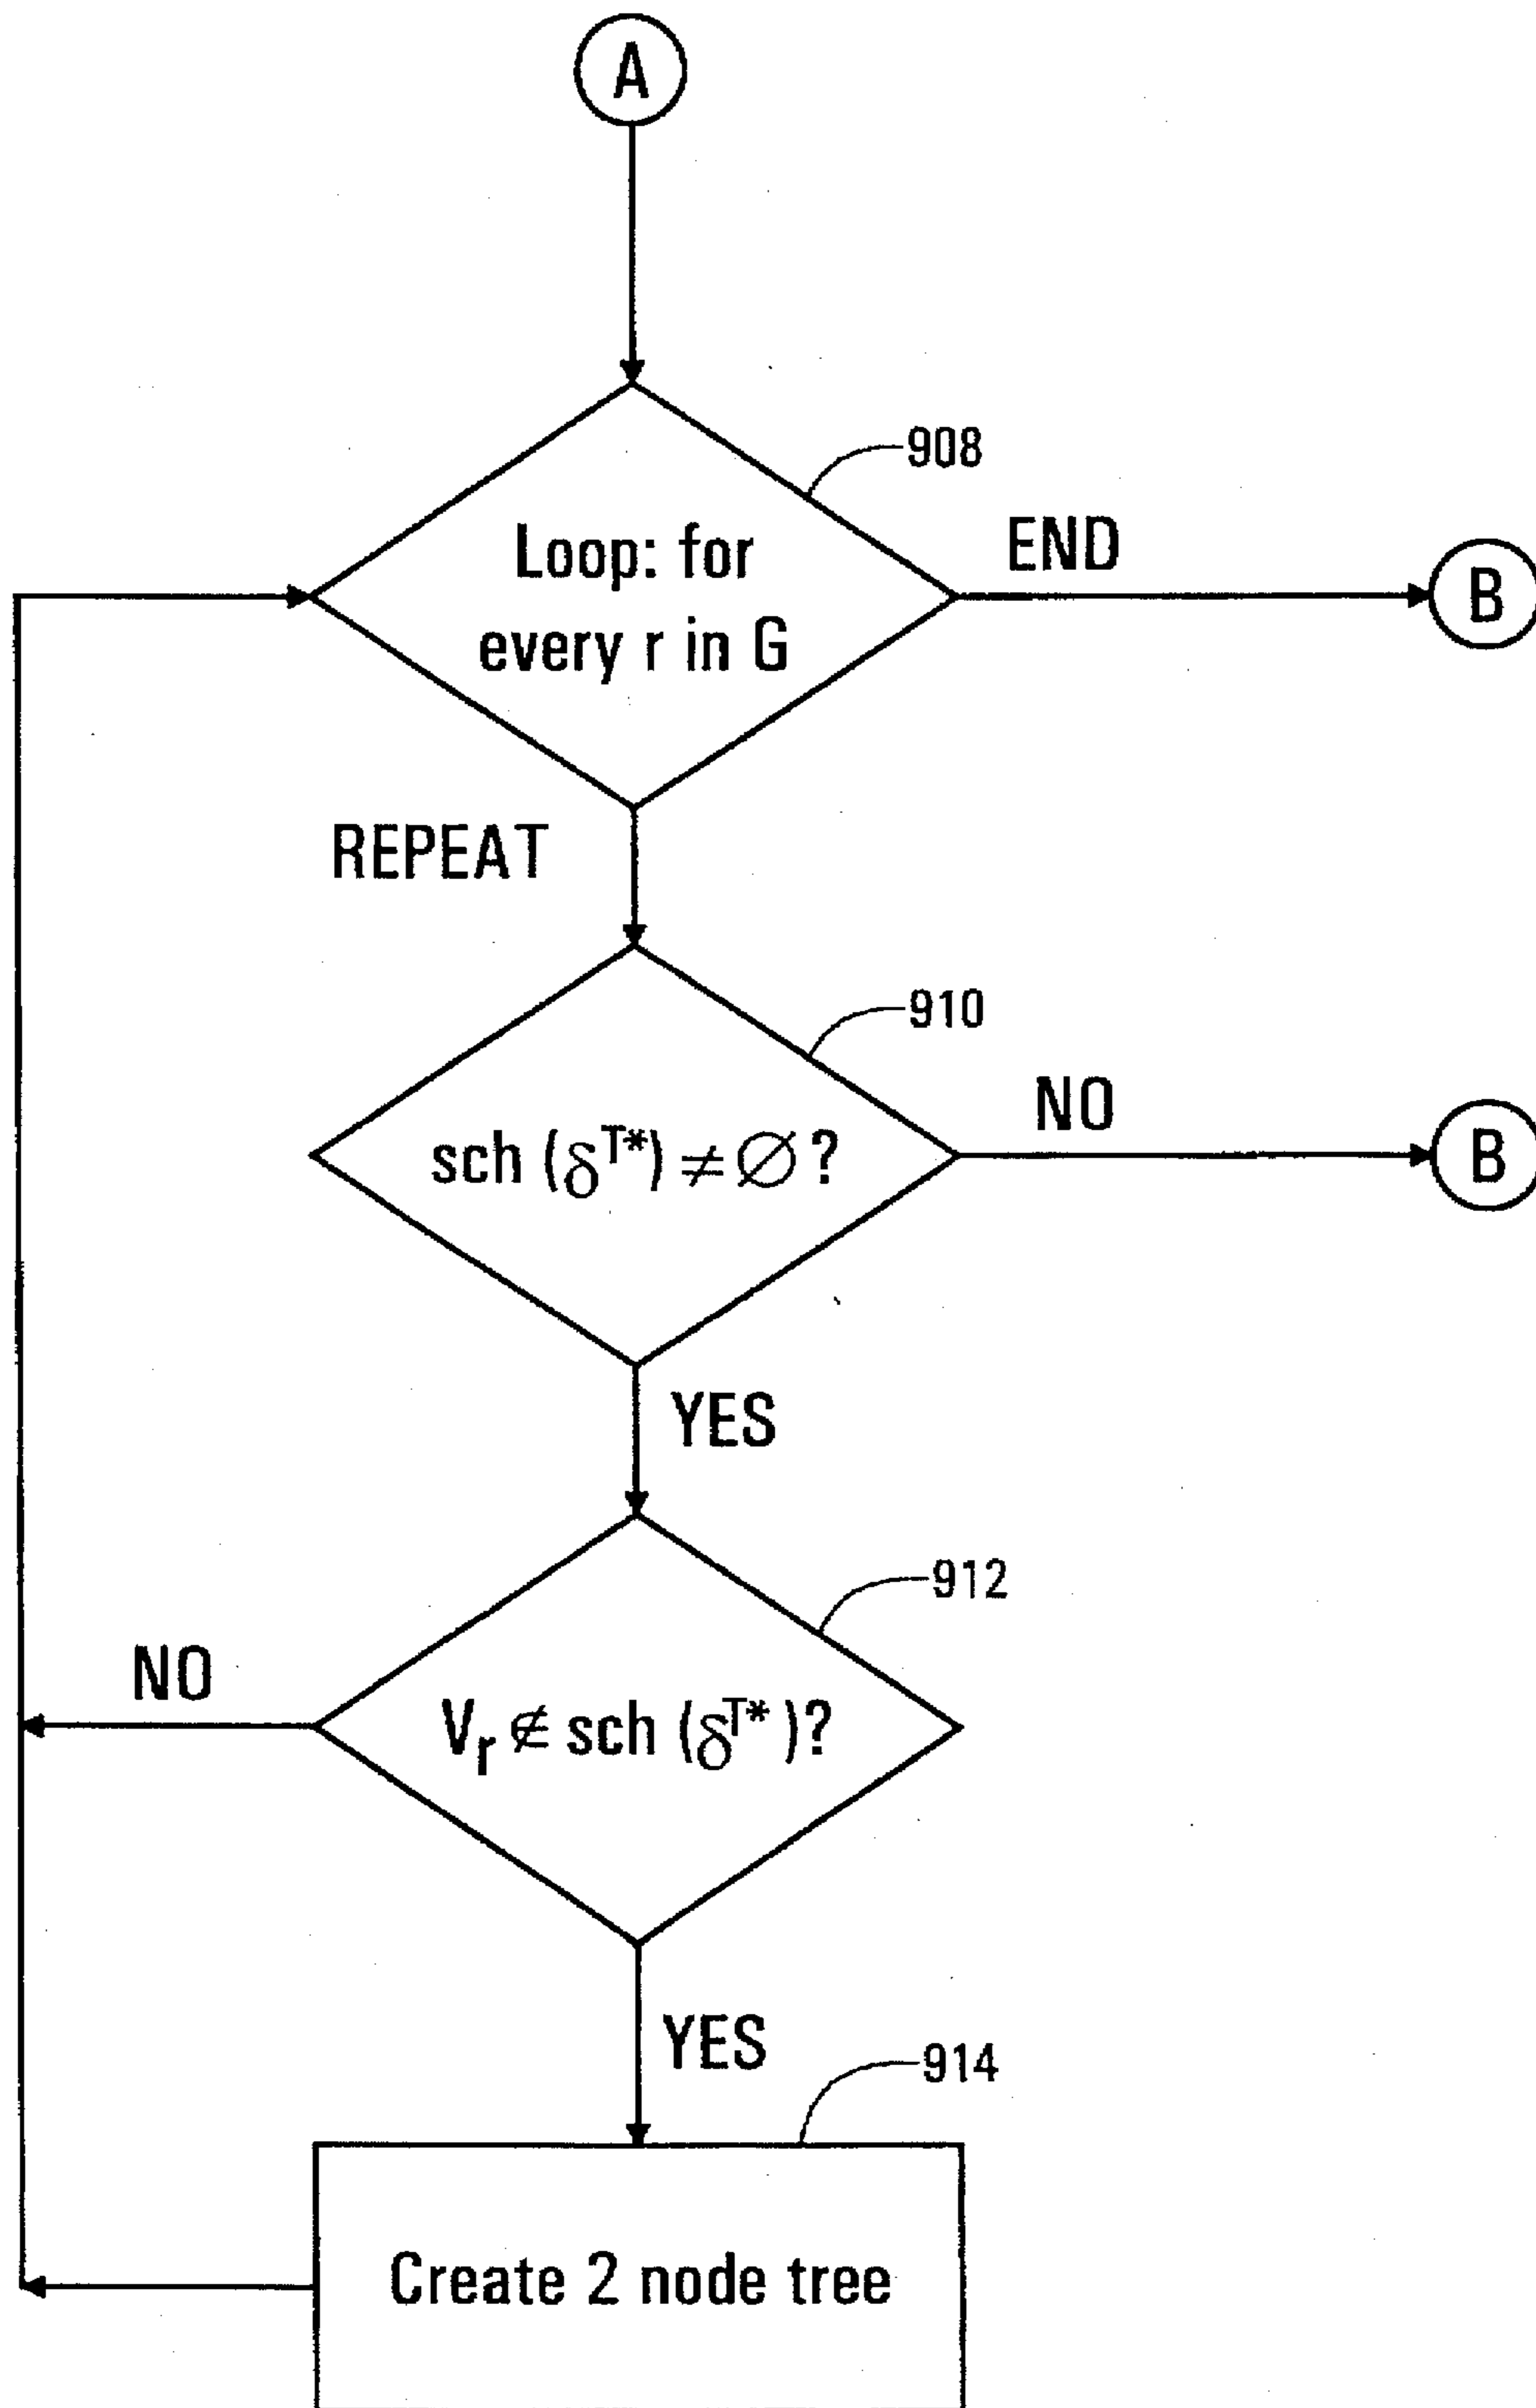 A
908
Loop: for
every r in G
END
B
REPEAT
910
sch (δᵀ*) ≠ ∅ ?
NO
B
YES
912
NO
Vᵣ ∉ sch (δᵀ*)?
YES
914
Create 2 node tree